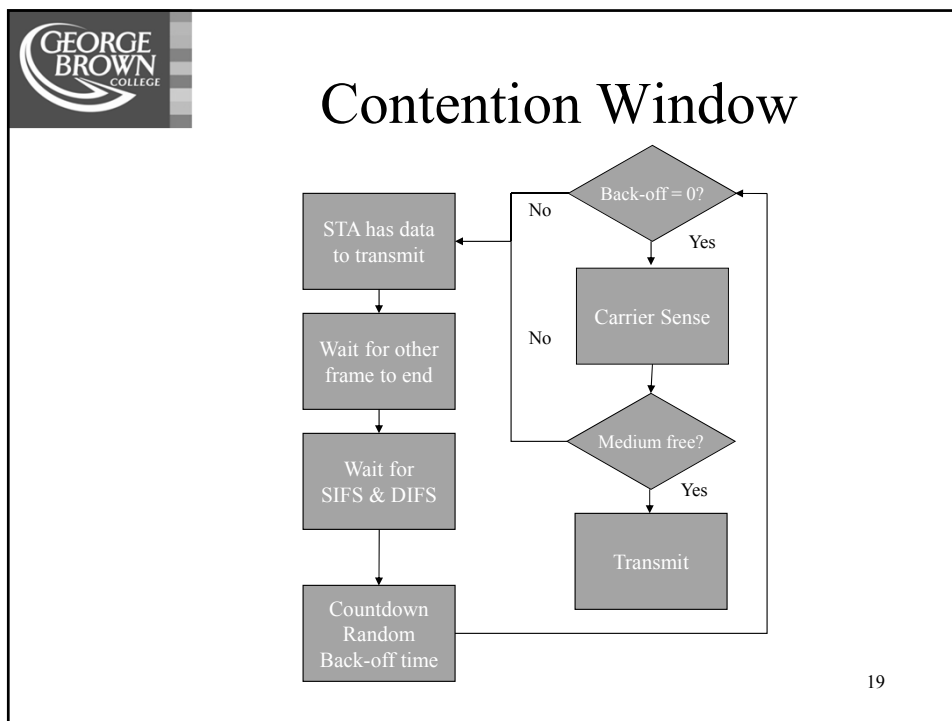 GEORGE
BROWN
COLLEGE
Contention Window
STA has data
to transmit
Wait for other
frame to end
Wait for
SIFS & DIFS
Countdown
Random
Back-off time
Back-off = 0?
No
Yes
Carrier Sense
No
Medium free?
Yes
Transmit
19